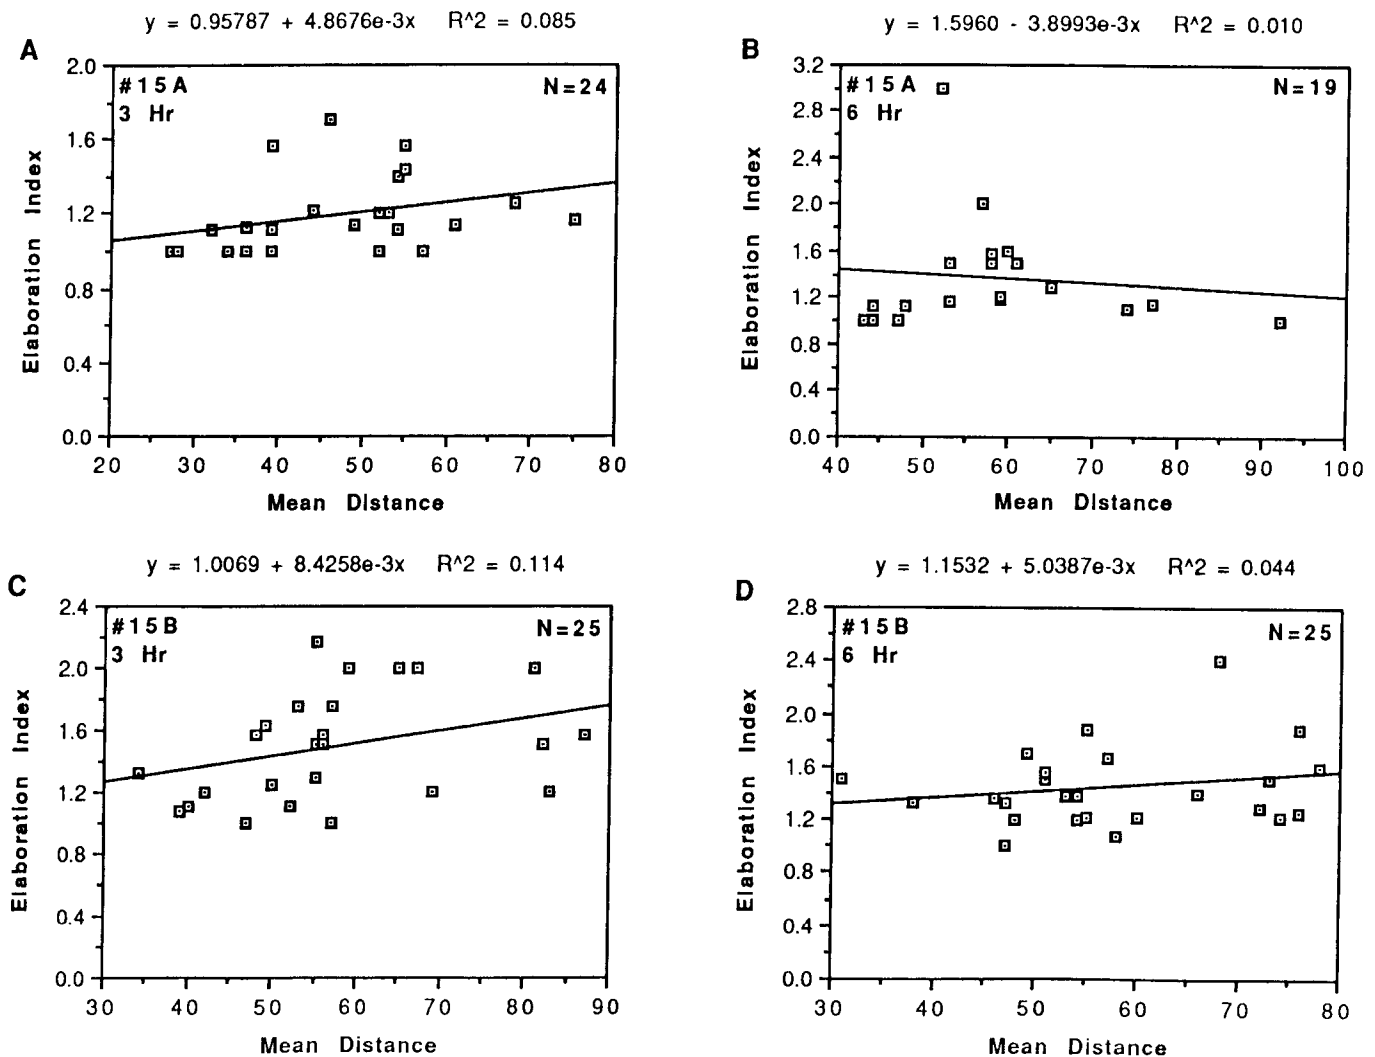 y = 0.95787 + 4.8676e-3x R^2 = 0.085
A
2.0
1.6
1.2
0.8
0.4
0.0
Elaboration Index
#15A
3 Hr
N=24
20 30 40 50 60 70 80
Mean Distance
y = 1.5960 - 3.8993e-3x R^2 = 0.010
B
3.2
2.8
2.4
2.0
1.6
1.2
0.8
0.4
0.0
Elaboration Index
#15A
6 Hr
N=19
40 50 60 70 80 90 100
Mean Distance
y = 1.0069 + 8.4258e-3x R^2 = 0.114
C
2.4
2.0
1.6
1.2
0.8
0.4
0.0
Elaboration Index
#15B
3 Hr
N=25
30 40 50 60 70 80 90
Mean Distance
y = 1.1532 + 5.0387e-3x R^2 = 0.044
D
2.8
2.4
2.0
1.6
1.2
0.8
0.4
0.0
Elaboration Index
#15B
6 Hr
N=25
30 40 50 60 70 80
Mean Distance